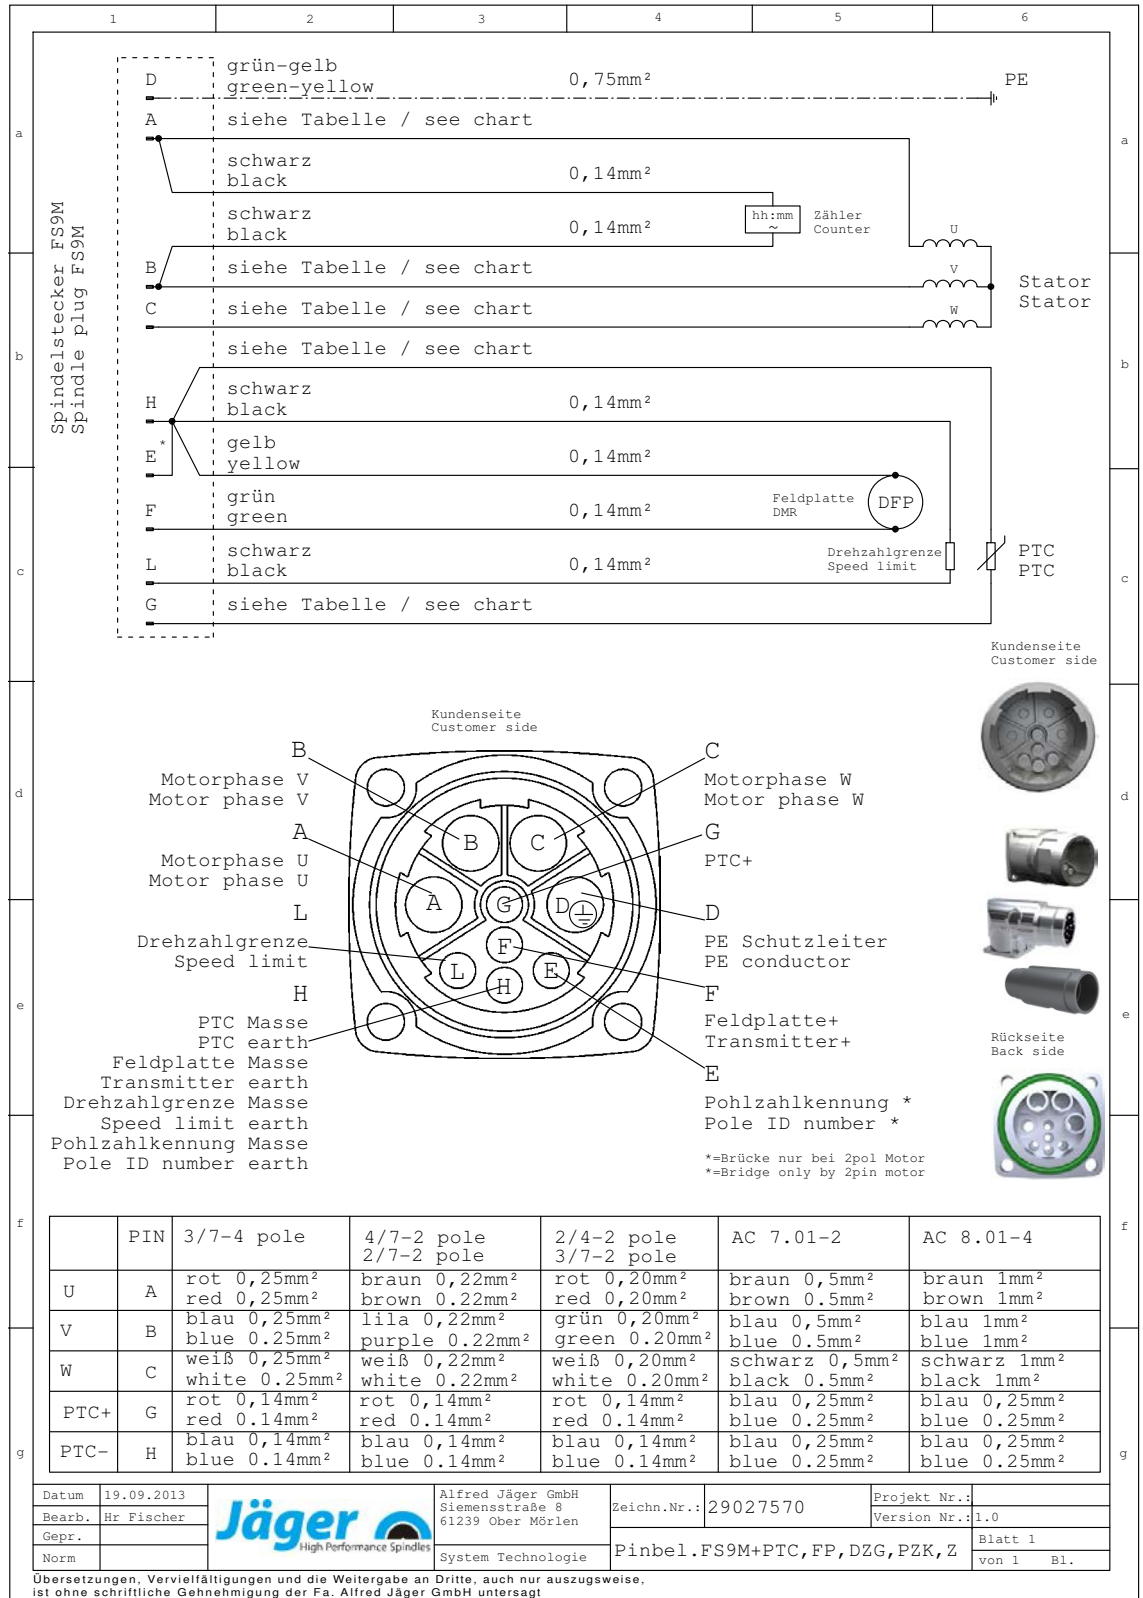 1 2 3 4 5 6
a
b
c
d
e
f
g
a
b
c
d
e
f
g
Spindelstecker FS9M
Spindle plug FS9M
D grün-gelb 0,75mm² PE
green-yellow
A siehe Tabelle / see chart
schwarz
black 0,14mm²
schwarz
black 0,14mm²
hh:mm
~
Zähler
Counter
B siehe Tabelle / see chart
C siehe Tabelle / see chart
siehe Tabelle / see chart
U
V
W
Stator
Stator
H schwarz
black 0,14mm²
E * gelb
yellow 0,14mm²
F grün
green 0,14mm²
Feldplatte
DMR
DFP
L schwarz
black 0,14mm²
Drehzahlgrenze
Speed limit
PTC
PTC
G siehe Tabelle / see chart
Kundenseite
Customer side
Kundenseite
Customer side
B
Motorphase V
Motor phase V
A
Motorphase U
Motor phase U
L
Drehzahlgrenze
Speed limit
H
PTC Masse
PTC earth
Feldplatte Masse
Transmitter earth
Drehzahlgrenze Masse
Speed limit earth
Pohlzahlkennung Masse
Pole ID number earth
B C
A G D
F
L E
H
C
Motorphase W
Motor phase W
G
PTC+
D
PE Schutzleiter
PE conductor
F
Feldplatte+
Transmitter+
E
Pohlzahlkennung *
Pole ID number *
*=Brücke nur bei 2pol Motor
*=Bridge only by 2pin motor
Rückseite
Back side
PIN 3/7-4 pole 4/7-2 pole 2/4-2 pole AC 7.01-2 AC 8.01-4
2/7-2 pole 3/7-2 pole
U A rot 0,25mm² braun 0,22mm² rot 0,20mm² braun 0,5mm² braun 1mm²
red 0,25mm² brown 0.22mm² red 0,20mm² brown 0.5mm² brown 1mm²
V B blau 0,25mm² lila 0,22mm² grün 0,20mm² blau 0,5mm² blau 1mm²
blue 0.25mm² purple 0.22mm² green 0.20mm² blue 0.5mm² blue 1mm²
W C weiß 0,25mm² weiß 0,22mm² weiß 0,20mm² schwarz 0,5mm² schwarz 1mm²
white 0.25mm² white 0.22mm² white 0.20mm² black 0.5mm² black 1mm²
PTC+ G rot 0,14mm² rot 0,14mm² rot 0,14mm² blau 0,25mm² blau 0,25mm²
red 0.14mm² red 0.14mm² red 0.14mm² blue 0.25mm² blue 0.25mm²
PTC- H blau 0,14mm² blau 0,14mm² blau 0,14mm² blau 0,25mm² blau 0,25mm²
blue 0.14mm² blue 0.14mm² blue 0.14mm² blue 0.25mm² blue 0.25mm²
Datum 19.09.2013
Bearb. Hr Fischer
Gepr.
Norm
Jäger
High Performance Spindles
Alfred Jäger GmbH
Siemensstraße 8
61239 Ober Mörlen
System Technologie
Zeichn.Nr.: 29027570
Projekt Nr.:
Version Nr.: 1.0
Pinbel.FS9M+PTC,FP,DZG,PZK,Z
Blatt 1
von 1 Bl.
Übersetzungen, Vervielfältigungen und die Weitergabe an Dritte, auch nur auszugsweise,
ist ohne schriftliche Gehnehmigung der Fa. Alfred Jäger GmbH untersagt